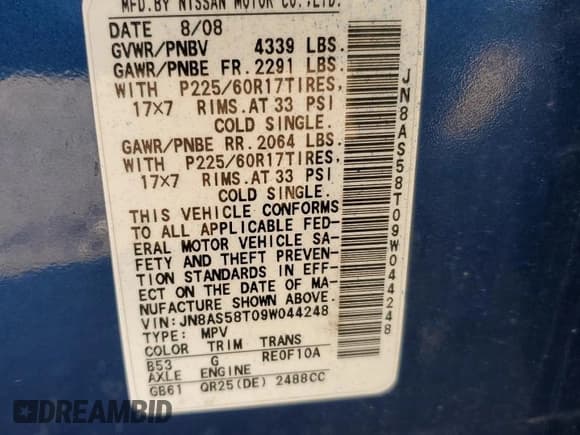 MFD.BY NISSAN MOTOR CO.,LTD.
DATE 8/08
GVWR/PNBV 4339 LBS.
GAWR/PNBE FR.2291 LBS.
WITH P225/60R17TIRES,
17×7 RIMS.AT 33 PSI
COLD SINGLE.
GAWR/PNBE RR.2064 LBS.
WITH P225/60R17TIRES,
17×7 RIMS.AT 33 PSI
COLD SINGLE.
THIS VEHICLE CONFORMS
TO ALL APPLICABLE FED-
ERAL MOTOR VEHICLE SA-
FETY AND THEFT PREVEN-
TION STANDARDS IN EFF-
ECT ON THE DATE OF MA-
NUFACTURE SHOWN ABOVE.
VIN:JN8AS58T09W044248
TYPE: MPV
COLOR TRIM TRANS
B53 G RE0F10A
AXLE ENGINE
GB61 QR25(DE) 2488CC
JN8AS58T09W044248
DREAMBID